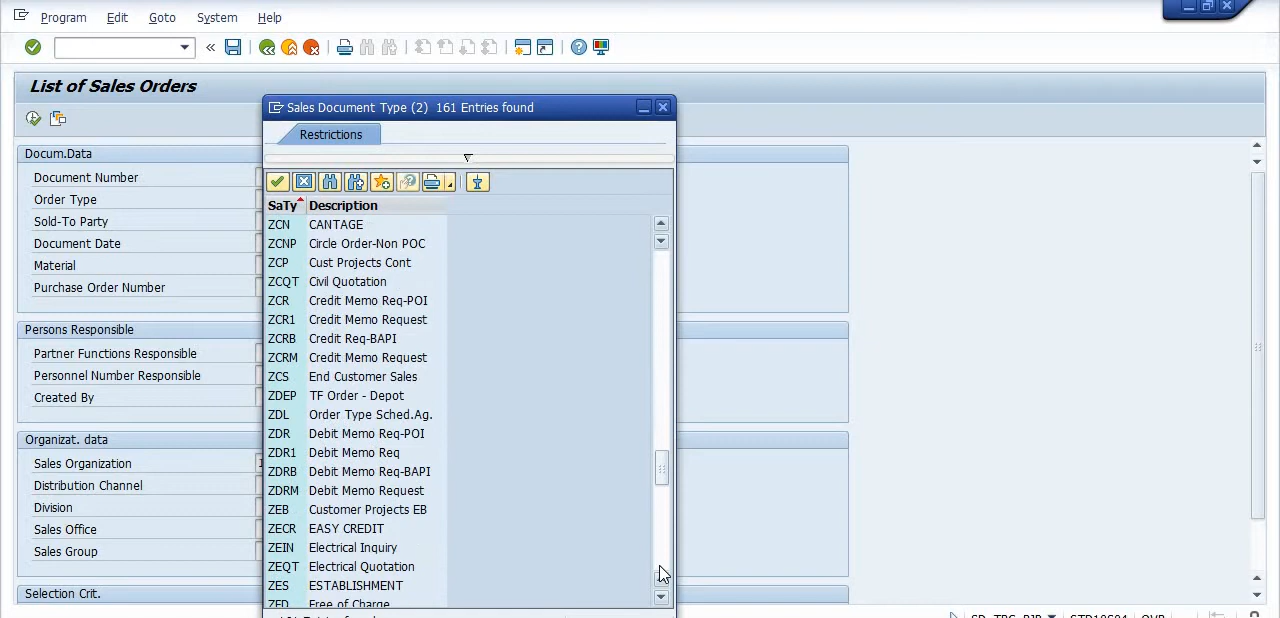 Program Edit Goto System Help
List of Sales Orders
Sales Document Type (2) 161 Entries found
Restrictions
Docum.Data
Document Number
Order Type
Sold-To Party
Document Date
Material
Purchase Order Number
Persons Responsible
Partner Functions Responsible
Personnel Number Responsible
Created By
Organizat. data
Sales Organization
Distribution Channel
Division
Sales Office
Sales Group
Selection Crit.
SaTy Description
ZCN CANTAGE
ZCNP Circle Order-Non POC
ZCP Cust Projects Cont
ZCQT Civil Quotation
ZCR Credit Memo Req-POI
ZCR1 Credit Memo Request
ZCRB Credit Req-BAPI
ZCRM Credit Memo Request
ZCS End Customer Sales
ZDEP TF Order - Depot
ZDL Order Type Sched.Ag.
ZDR Debit Memo Req-POI
ZDR1 Debit Memo Req
ZDRB Debit Memo Req-BAPI
ZDRM Debit Memo Request
ZEB Customer Projects EB
ZECR EASY CREDIT
ZEIN Electrical Inquiry
ZEQT Electrical Quotation
ZES ESTABLISHMENT
Free of Charge